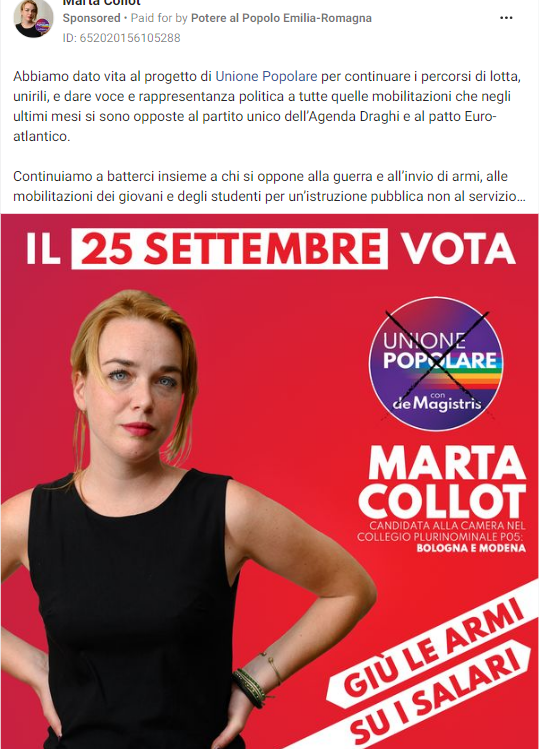 Marta Collot
Sponsored • Paid for by Potere al Popolo Emilia-Romagna
ID: 652020156105288
Abbiamo dato vita al progetto di Unione Popolare per continuare i percorsi di lotta,
unirili, e dare voce e rappresentanza politica a tutte quelle mobilitazioni che negli
ultimi mesi si sono opposte al partito unico dell'Agenda Draghi e al patto Euro-
atlantico.
Continuiamo a batterci insieme a chi si oppone alla guerra e all'invio di armi, alle
mobilitazioni dei giovani e degli studenti per un'istruzione pubblica non al servizio...
IL 25 SETTEMBRE VOTA
UNIONE
POPOLARE
con
de Magistris
MARTA
COLLOT
CANDIDATA ALLA CAMERA NEL
COLLEGIO PLURINOMINALE P05:
BOLOGNA E MODENA
GIÙ LE ARMI
SU I SALARI